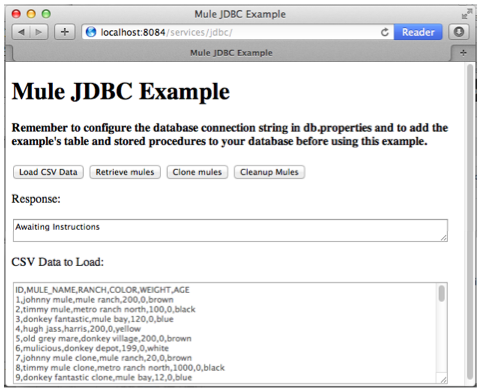 Mule JDBC Example
localhost:8084/services/jdbc/
Reader
Mule JDBC Example
Mule JDBC Example
Remember to configure the database connection string in db.properties and to add the
example's table and stored procedures to your database before using this example.
Load CSV Data
Retrieve mules
Clone mules
Cleanup Mules
Response:
Awaiting Instructions
CSV Data to Load:
ID,MULE_NAME,RANCH,COLOR,WEIGHT,AGE
1,johnny mule,mule ranch,200,0,brown
2,timmy mule,metro ranch north,100,0,black
3,donkey fantastic,mule bay,120,0,blue
4,hugh jass,harris,200,0,yellow
5,old grey mare,donkey village,200,0,brown
6,mulicious,donkey depot,199,0,white
7,johnny mule clone,mule ranch,20,0,brown
8,timmy mule clone,metro ranch north,1000,0,black
9,donkey fantastic clone,mule bay,12,0,blue